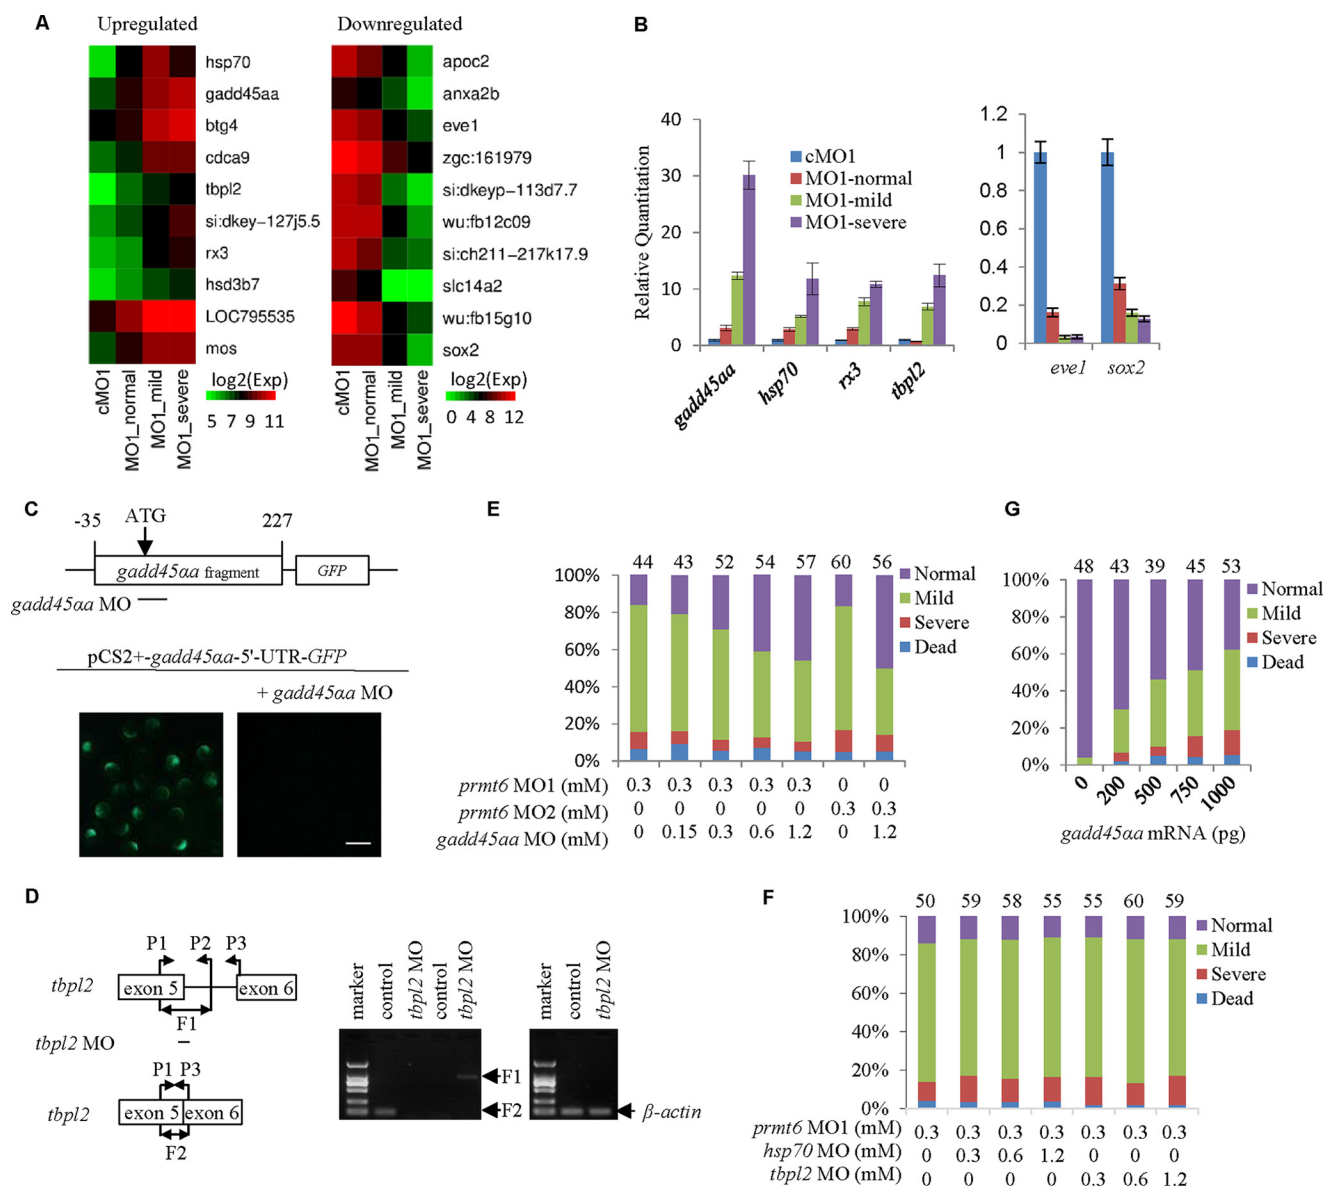 A
Upregulated
Downregulated
hsp70
gadd45aa
btg4
cdca9
tbpl2
si:dkey−127j5.5
rx3
hsd3b7
LOC795535
mos
apoc2
anxa2b
eve1
zgc:161979
si:dkeyp−113d7.7
wu:fb12c09
si:ch211−217k17.9
slc14a2
wu:fb15g10
sox2
cMO1
MO1_normal
MO1_mild
MO1_severe
log2(Exp)
5 7 9 11
cMO1
MO1_normal
MO1_mild
MO1_severe
log2(Exp)
0 4 8 12
B
Relative Quantitation
40
30
20
10
0
cMO1
MO1-normal
MO1-mild
MO1-severe
gadd45aa
hsp70
rx3
tbpl2
1.2
1
0.8
0.6
0.4
0.2
0
eve1 sox2
C
-35 ATG 227
gadd45αa fragment
GFP
gadd45αa MO
pCS2+-gadd45αa-5'-UTR-GFP
+ gadd45αa MO
D
P1 P2 P3
tbpl2 exon 5 exon 6
F1
tbpl2 MO
P1 P3
tbpl2 exon 5 exon 6
F2
marker
control
tbpl2 MO
control
tbpl2 MO
F1
F2
marker
control
tbpl2 MO
β-actin
E
44 43 52 54 57 60 56
100%
80%
60%
40%
20%
0%
Normal
Mild
Severe
Dead
prmt6 MO1 (mM) 0.3 0.3 0.3 0.3 0.3 0 0
prmt6 MO2 (mM) 0 0 0 0 0 0.3 0.3
gadd45aa MO (mM) 0 0.15 0.3 0.6 1.2 0 1.2
G
48 43 39 45 53
100%
80%
60%
40%
20%
0%
Normal
Mild
Severe
Dead
0 200 500 750 1000
gadd45αa mRNA (pg)
F
50 59 58 55 55 60 59
100%
80%
60%
40%
20%
0%
Normal
Mild
Severe
Dead
prmt6 MO1 (mM) 0.3 0.3 0.3 0.3 0.3 0.3 0.3
hsp70 MO (mM) 0 0.3 0.6 1.2 0 0 0
tbpl2 MO (mM) 0 0 0 0 0.3 0.6 1.2